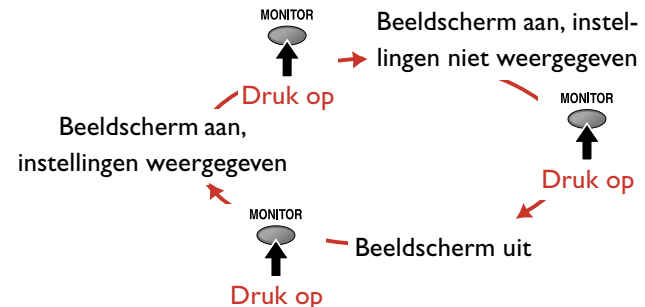 MONITOR
Druk op
Beeldscherm aan, instel-
lingen niet weergegeven
MONITOR
Druk op
Beeldscherm uit
MONITOR
Druk op
Beeldscherm aan,
instellingen weergegeven